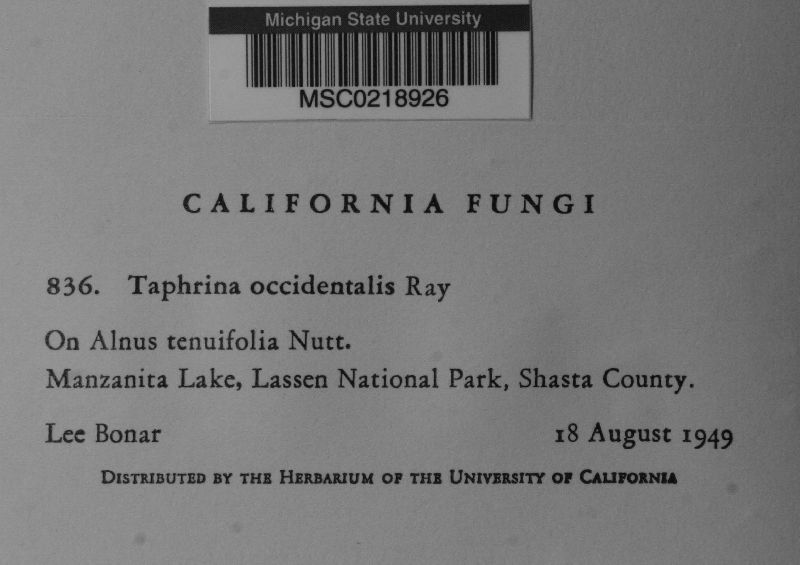 Michigan State University
MSC0218926
CALIFORNIA FUNGI
836. Taphrina occidentalis Ray
On Alnus tenuifolia Nutt.
Manzanita Lake, Lassen National Park, Shasta County.
Lee Bonar 18 August 1949
Distributed by the Herbarium of the University of California